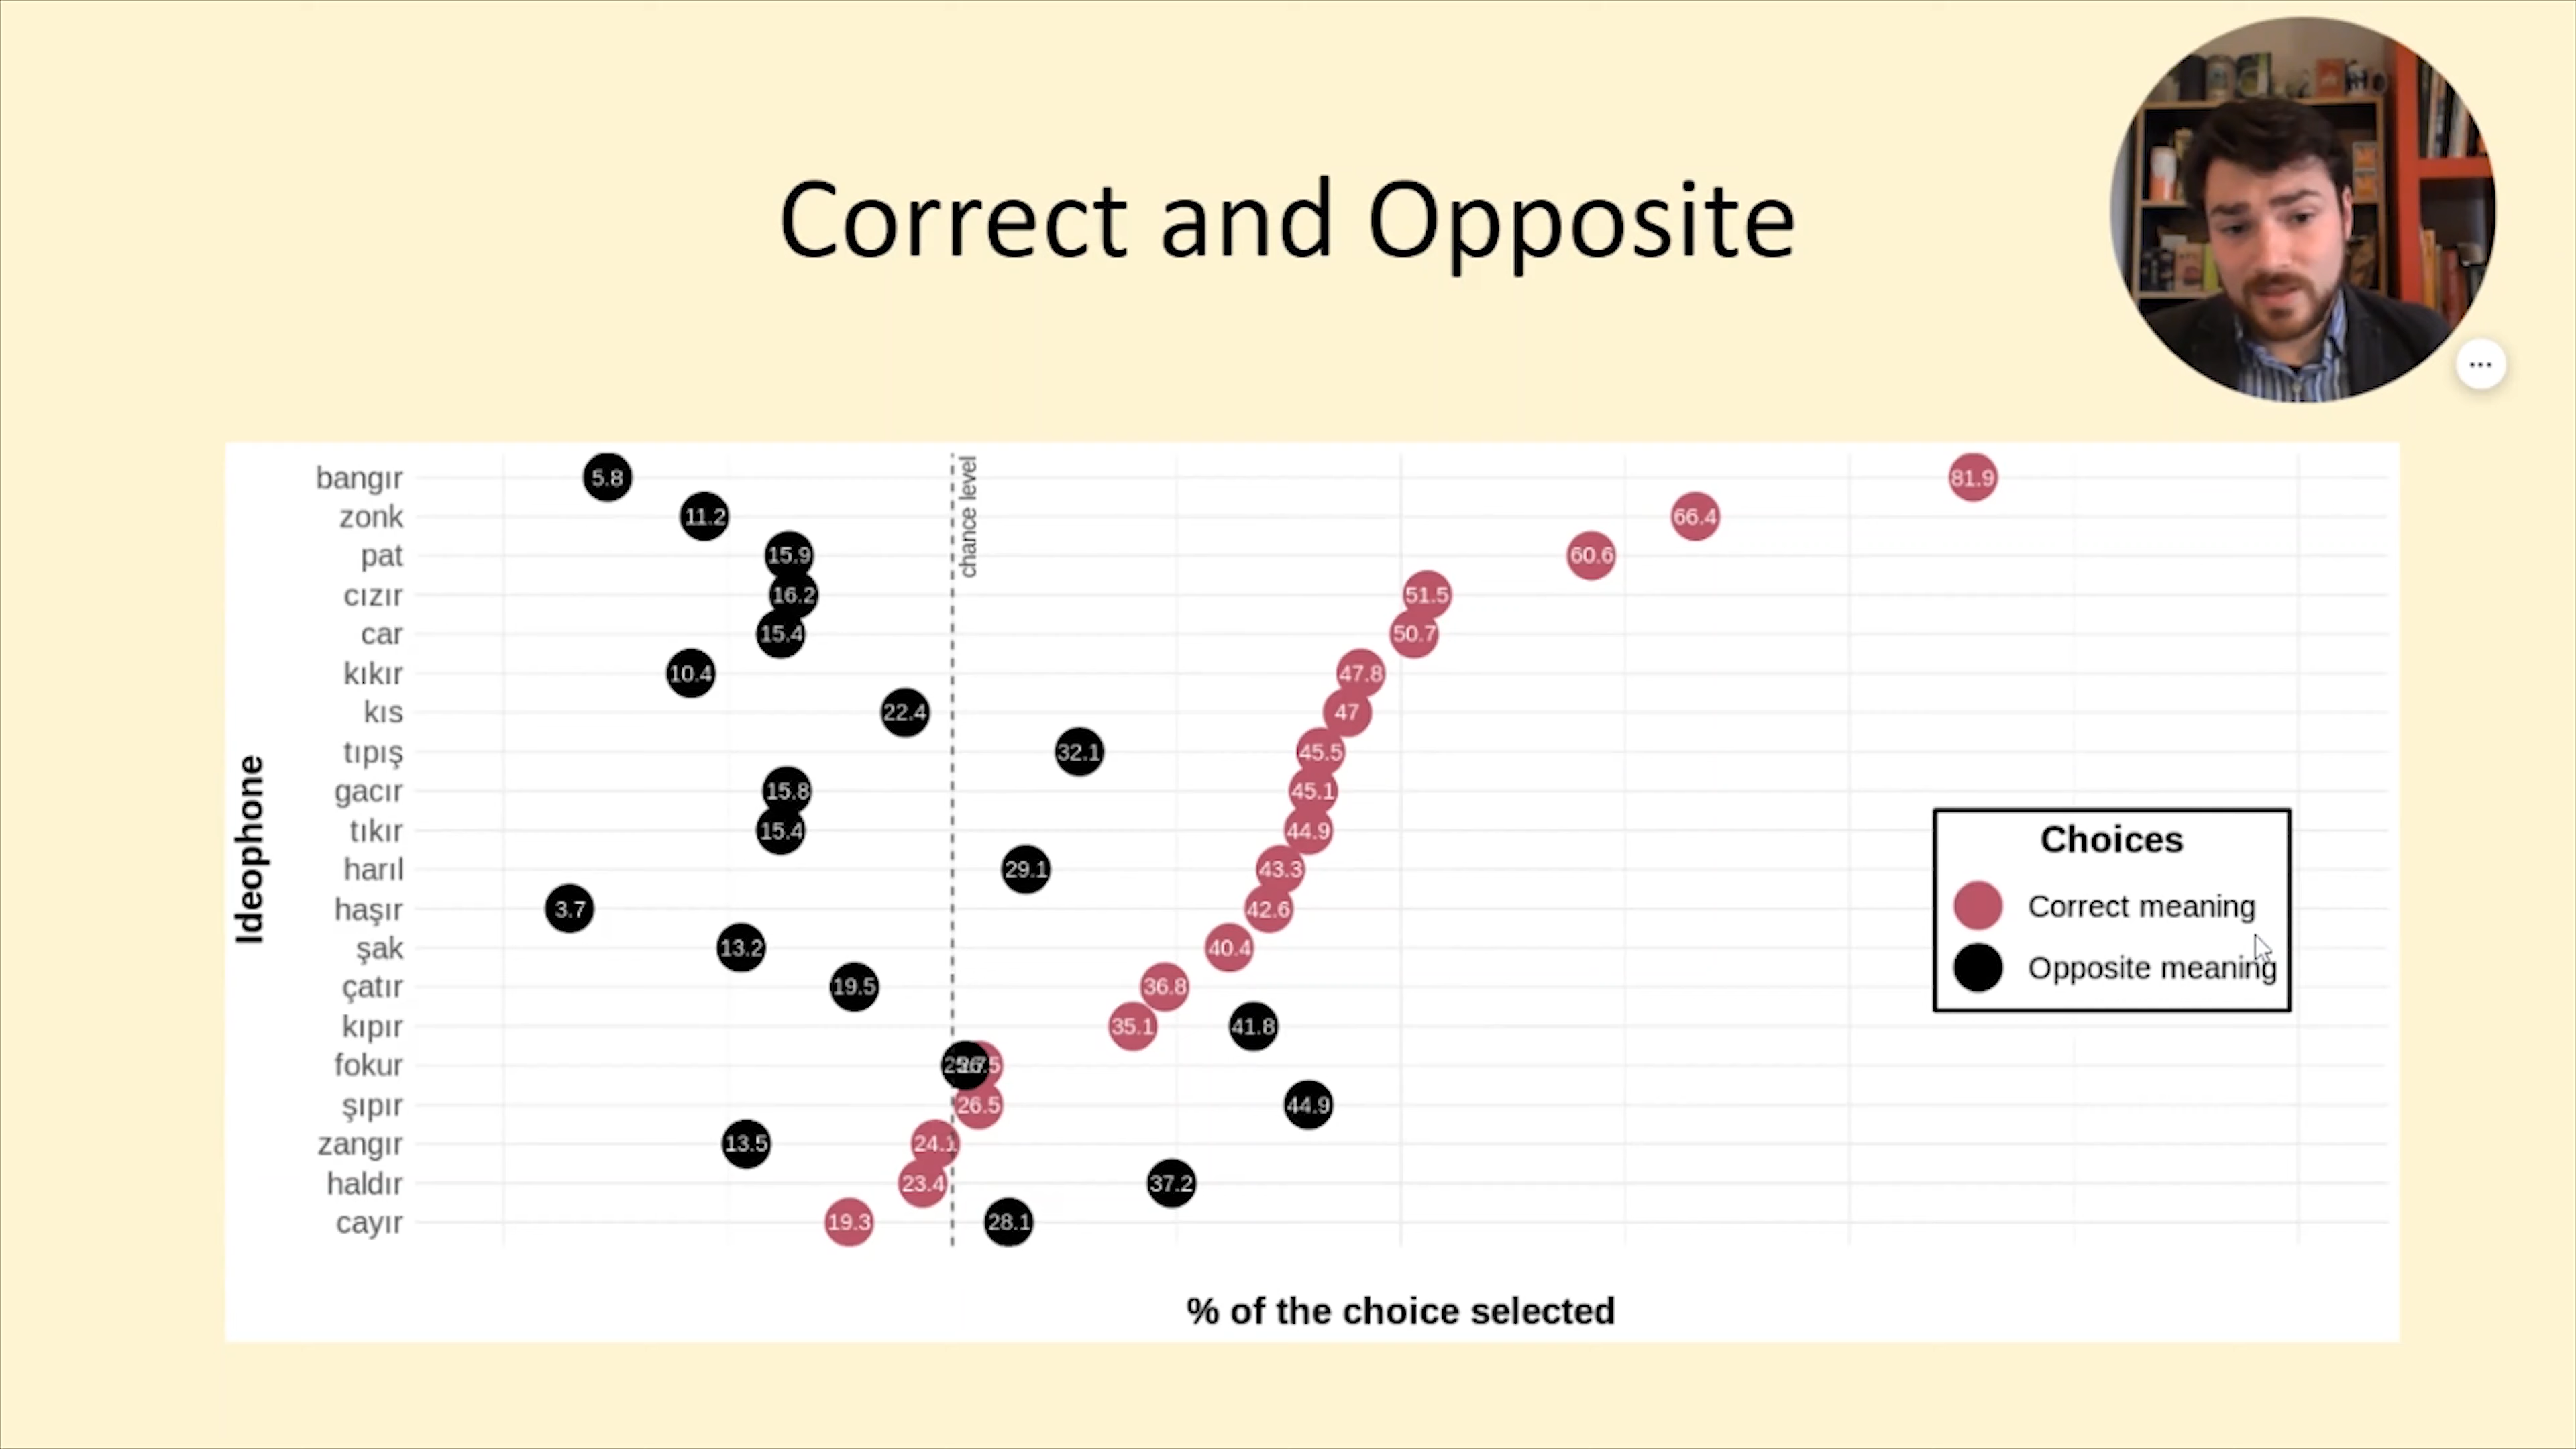 Correct and Opposite
chance level
bangır 5.8 81.9
zonk 11.2 66.4
pat 15.9 60.6
cızır 16.2 51.5
car 15.4 50.7
kıkır 10.4 47.8
kıs 22.4 47
tıpış 32.1 45.5
gacır 15.8 45.1
tıkır 15.4 44.9
harıl 29.1 43.3
haşır 3.7 42.6
şak 13.2 40.4
çatır 19.5 36.8
kıpır 35.1 41.8
fokur
şıpır 26.5 44.9
zangır 13.5 24.1
haldır 23.4 37.2
cayır 19.3 28.1
Ideophone
Choices
Correct meaning
Opposite meaning
% of the choice selected